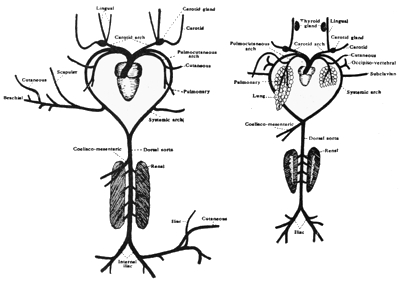 Lingual
Carotid gland
Carotid arch
Carotid
Pulmocutaneous
arch
Cutaneous
Scapular
Cutaneous
Brachial
Pulmonary
Systemic arch
Coeliaco-mesenteric
Dorsal aorta
Renal
Iliac
Cutaneous
Internal
iliac
Thyroid
gland
Lingual
Carotid gland
Pulmocutaneous
arch
Carotid arch
Carotid
Occipito-vertebral
Subclavian
Pulmonary
Lung
Systemic arch
Coeliaco-mesenteric
Dorsal aorta
Renal
Iliac